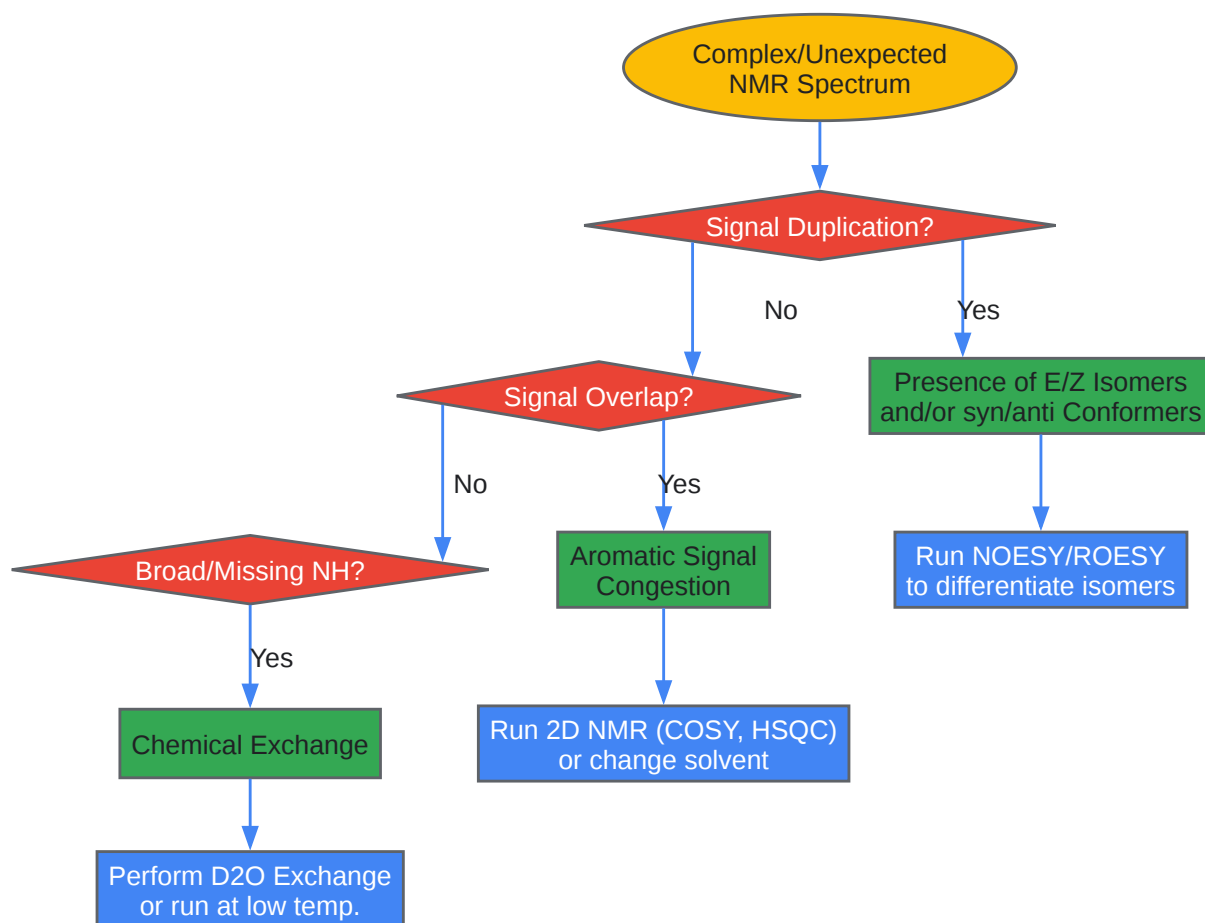 Complex/Unexpected
NMR Spectrum
Signal Duplication?
No
Yes
Signal Overlap?
Presence of E/Z Isomers
and/or syn/anti Conformers
No
Yes
Broad/Missing NH?
Aromatic Signal
Congestion
Run NOESY/ROESY
to differentiate isomers
Yes
Chemical Exchange
Run 2D NMR (COSY, HSQC)
or change solvent
Perform D2O Exchange
or run at low temp.